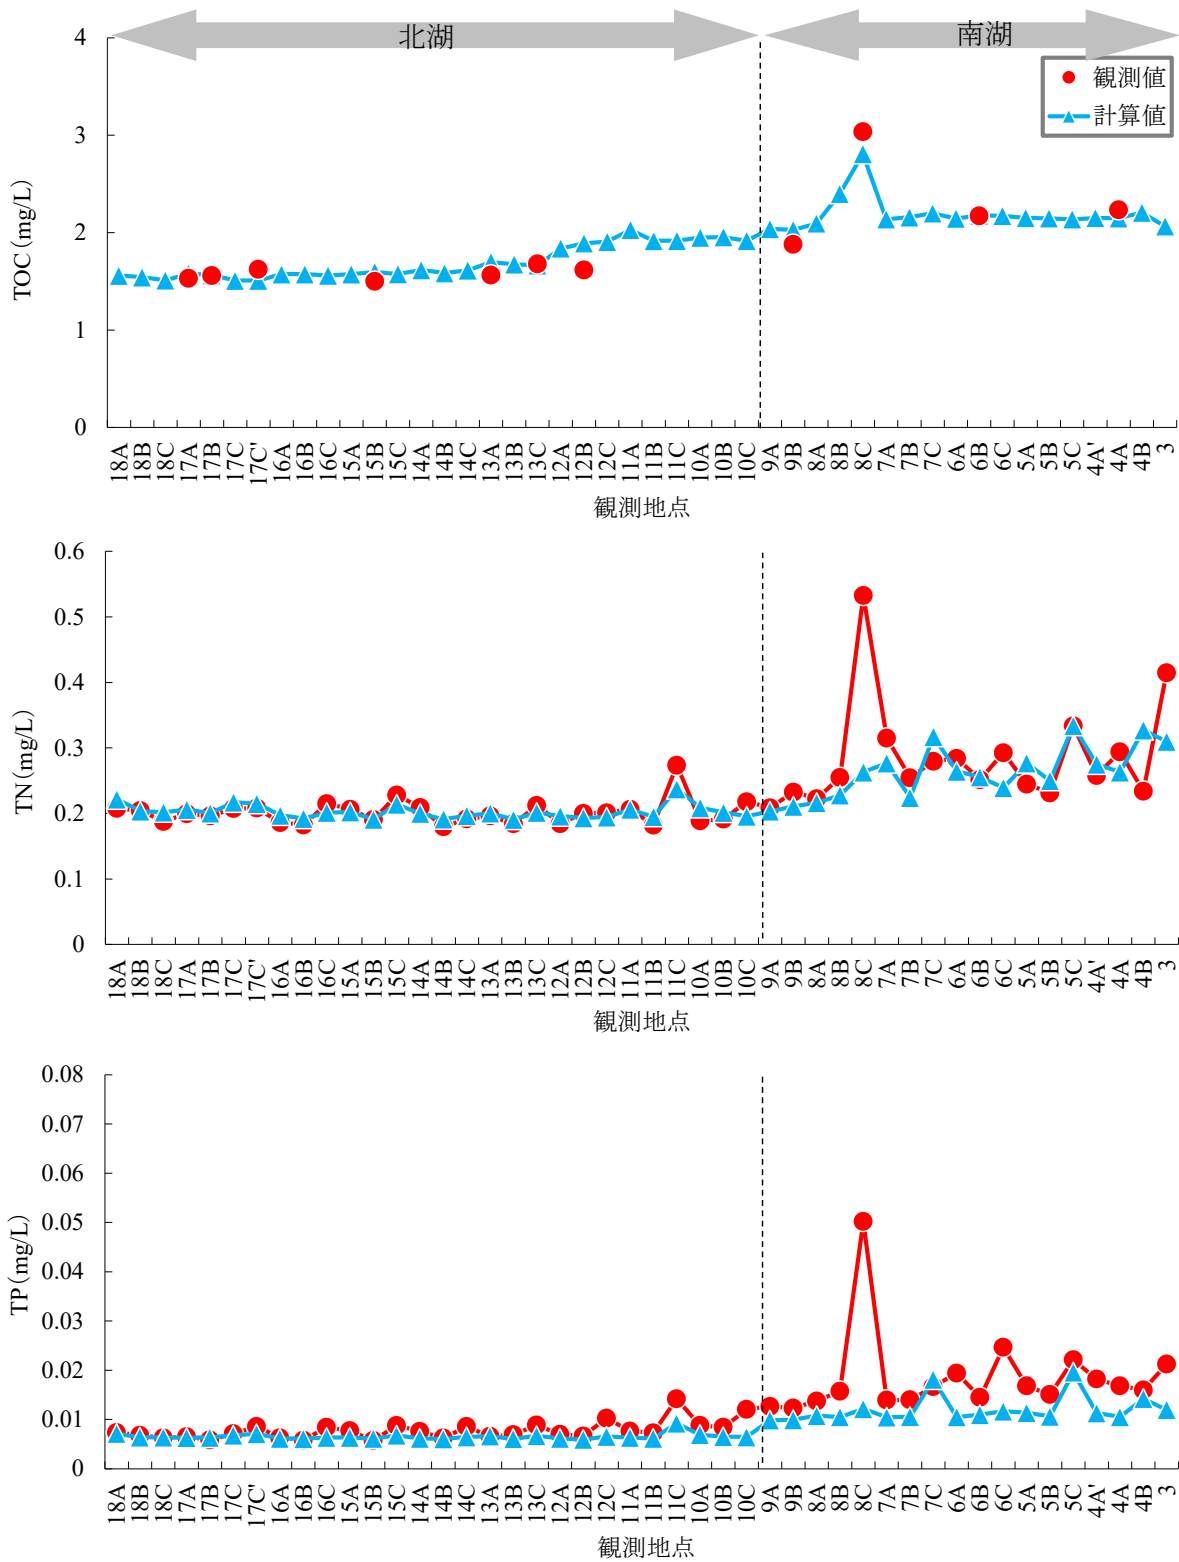 北湖
南湖
観測値
計算値
TOC(mg/L)
4
3
2
1
0
18A 18B 18C 17A 17B 17C 17C' 16A 16B 16C 15A 15B 15C 14A 14B 14C 13A 13B 13C 12A 12B 12C 11A 11B 11C 10A 10B 10C 9A 9B 8A 8B 8C 7A 7B 7C 6A 6B 6C 5A 5B 5C 4A' 4A 4B 3
観測地点
TN(mg/L)
0.6
0.5
0.4
0.3
0.2
0.1
0
18A 18B 18C 17A 17B 17C 17C' 16A 16B 16C 15A 15B 15C 14A 14B 14C 13A 13B 13C 12A 12B 12C 11A 11B 11C 10A 10B 10C 9A 9B 8A 8B 8C 7A 7B 7C 6A 6B 6C 5A 5B 5C 4A' 4A 4B 3
観測地点
TP(mg/L)
0.08
0.07
0.06
0.05
0.04
0.03
0.02
0.01
0
18A 18B 18C 17A 17B 17C 17C' 16A 16B 16C 15A 15B 15C 14A 14B 14C 13A 13B 13C 12A 12B 12C 11A 11B 11C 10A 10B 10C 9A 9B 8A 8B 8C 7A 7B 7C 6A 6B 6C 5A 5B 5C 4A' 4A 4B 3
観測地点